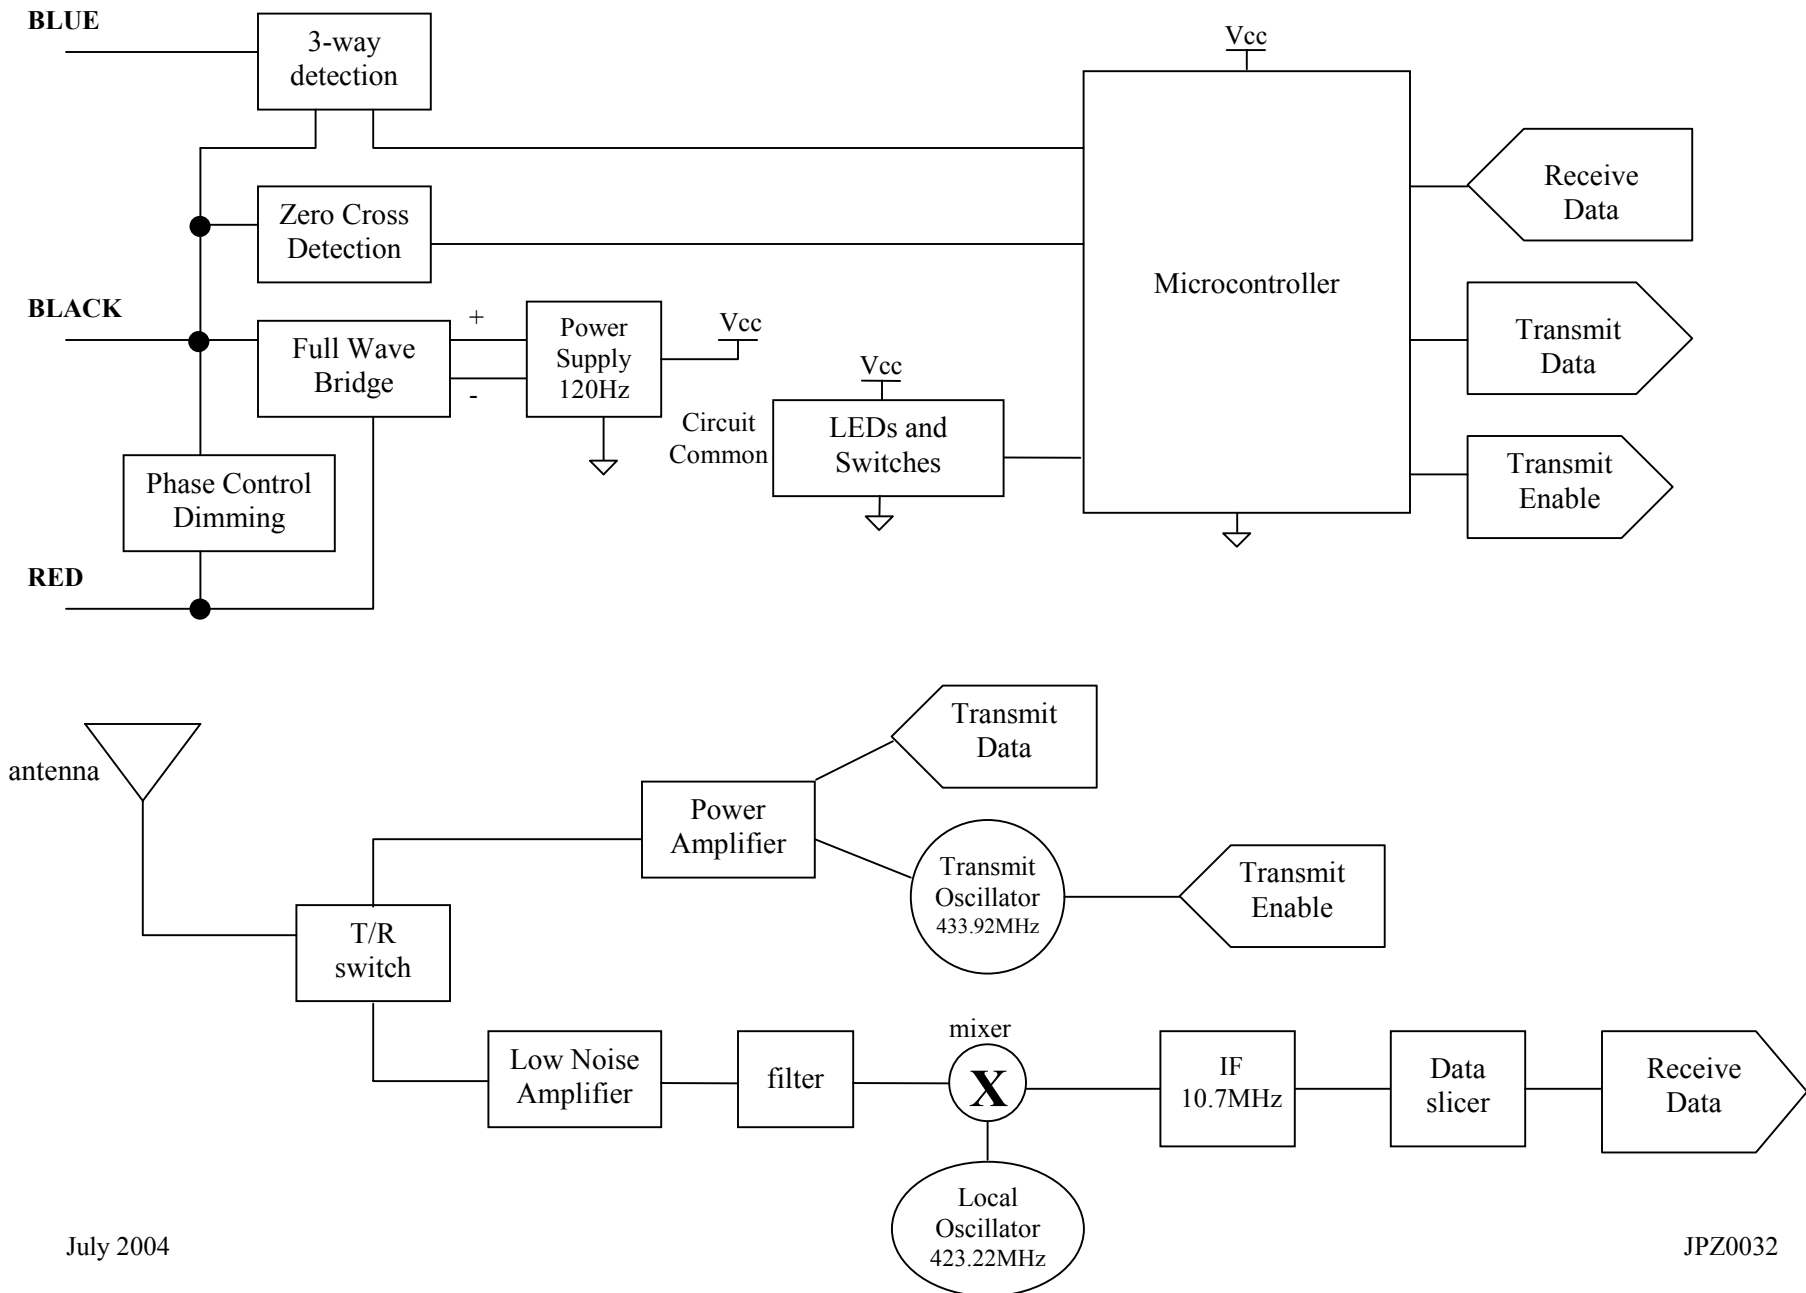 BLUE
3-way
detection
Vcc
Receive
Data
Zero Cross
Detection
Microcontroller
BLACK
+
Full Wave
Bridge
-
Power
Supply
120Hz
Vcc
Transmit
Data
Vcc
Circuit
Common
LEDs and
Switches
Transmit
Enable
Phase Control
Dimming
RED
antenna
Transmit
Data
Power
Amplifier
Transmit
Oscillator
433.92MHz
Transmit
Enable
T/R
switch
mixer
Low Noise
Amplifier
filter
X
IF
10.7MHz
Data
slicer
Receive
Data
Local
Oscillator
423.22MHz
July 2004
JPZ0032